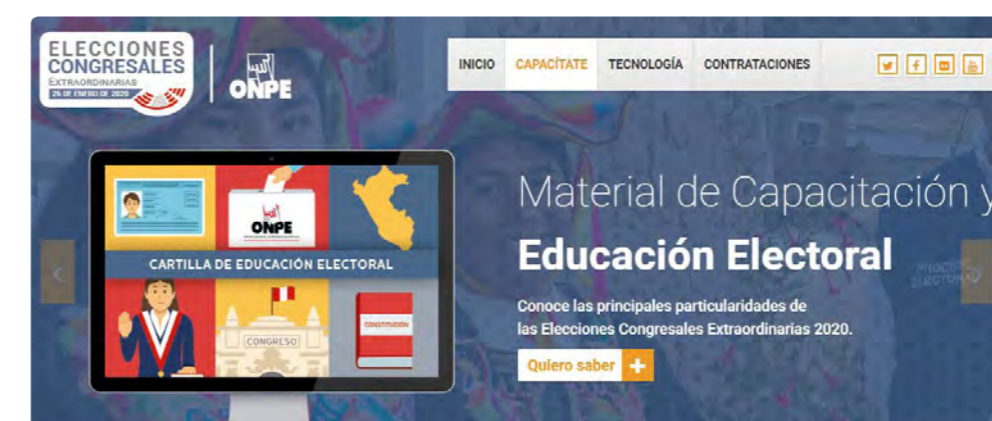 ELECCIONES
CONGRESALES
EXTRAORDINARIAS
26 DE ENERO DE 2020
ONPE
INICIO CAPACÍTATE TECNOLOGÍA CONTRATACIONES
ONPE
CARTILLA DE EDUCACIÓN ELECTORAL
CONGRESO
CONSTITUCIÓN
Material de Capacitación y
Educación Electoral
Conoce las principales particularidades de
las Elecciones Congresales Extraordinarias 2020.
Quiero saber +